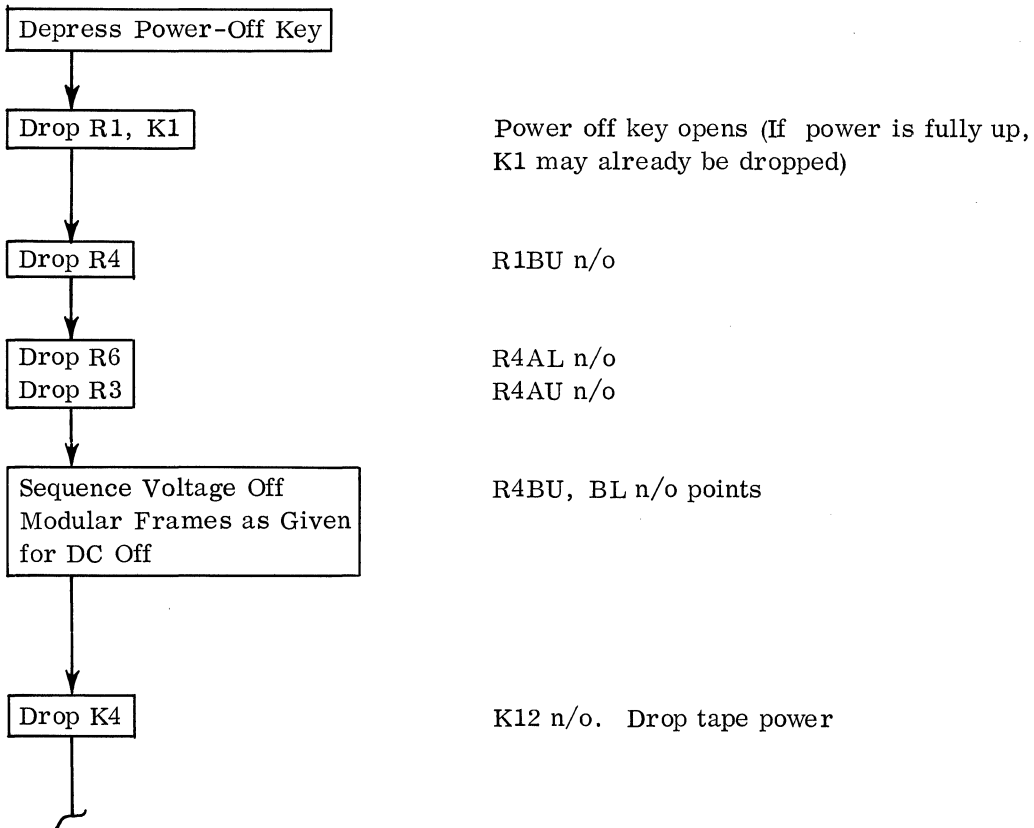 Depress Power-Off Key
Drop R1, K1
Power off key opens (If power is fully up,
K1 may already be dropped)
Drop R4
R1BU n/o
Drop R6
R4AL n/o
Drop R3
R4AU n/o
Sequence Voltage Off
R4BU, BL n/o points
Modular Frames as Given
for DC Off
Drop K4
K12 n/o. Drop tape power